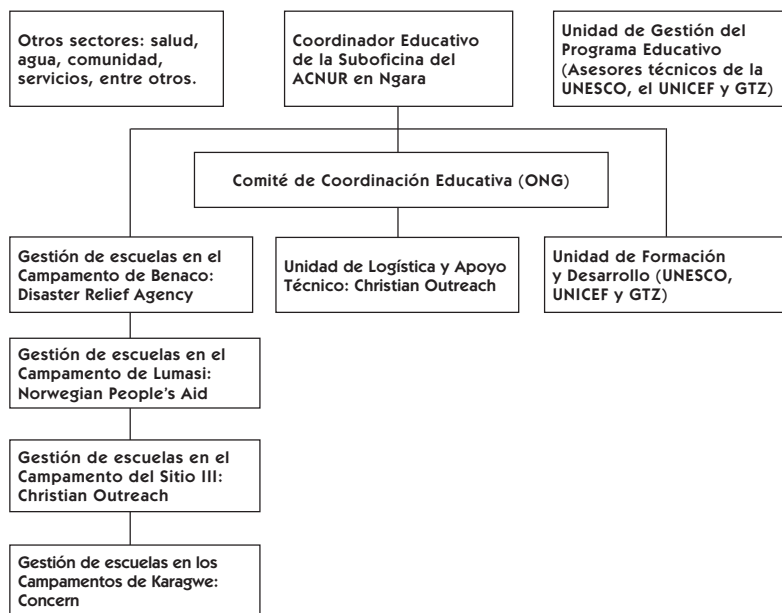 Otros sectores: salud,
agua, comunidad,
servicios, entre otros.
Coordinador Educativo
de la Suboficina del
ACNUR en Ngara
Unidad de Gestión del
Programa Educativo
(Asesores técnicos de la
UNESCO, el UNICEF y GTZ)
Comité de Coordinación Educativa (ONG)
Gestión de escuelas en el
Campamento de Benaco:
Disaster Relief Agency
Unidad de Logística y Apoyo
Técnico: Christian Outreach
Unidad de Formación
y Desarrollo (UNESCO,
UNICEF y GTZ)
Gestión de escuelas en el
Campamento de Lumasi:
Norwegian People's Aid
Gestión de escuelas en el
Campamento del Sitio III:
Christian Outreach
Gestión de escuelas en los
Campamentos de Karagwe:
Concern